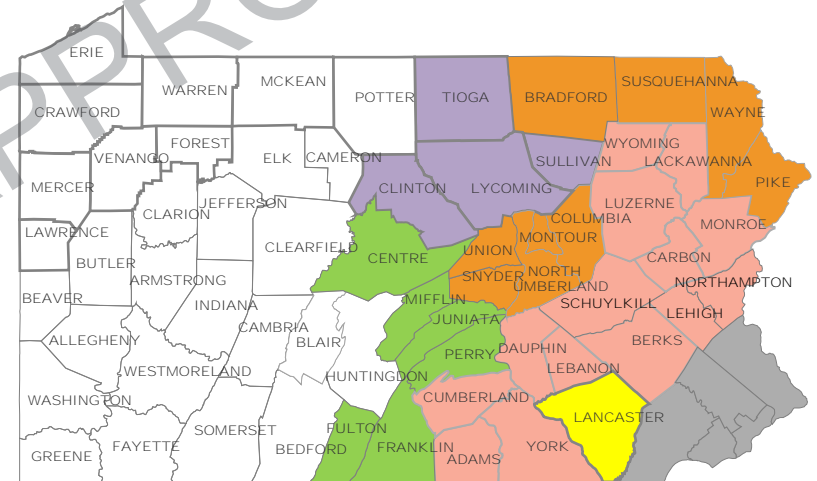 ERIE
CRAWFORD
WARREN
MCKEAN
POTTER
TIOGA
BRADFORD
SUSQUEHANNA
WAYNE
VENANGO
FOREST
ELK
CAMERON
SULLIVAN
WYOMING
LACKAWANNA
PIKE
MERCER
CLARION
JEFFERSON
CLINTON
LYCOMING
LUZERNE
COLUMBIA
MONROE
LAWRENCE
BUTLER
CLEARFIELD
CENTRE
UNION
MONTOUR
CARBON
BEAVER
ARMSTRONG
INDIANA
MIFFLIN
SNYDER
NORTH
UMBERLAND
NORTHAMPTON
SCHUYLKILL
LEHIGH
ALLEGHENY
CAMBRIA
BLAIR
JUNIATA
PERRY
DAUPHIN
BERKS
WESTMORELAND
HUNTINGDON
LEBANON
WASHINGTON
CUMBERLAND
LANCASTER
GREENE
FAYETTE
SOMERSET
BEDFORD
FULTON
FRANKLIN
ADAMS
YORK